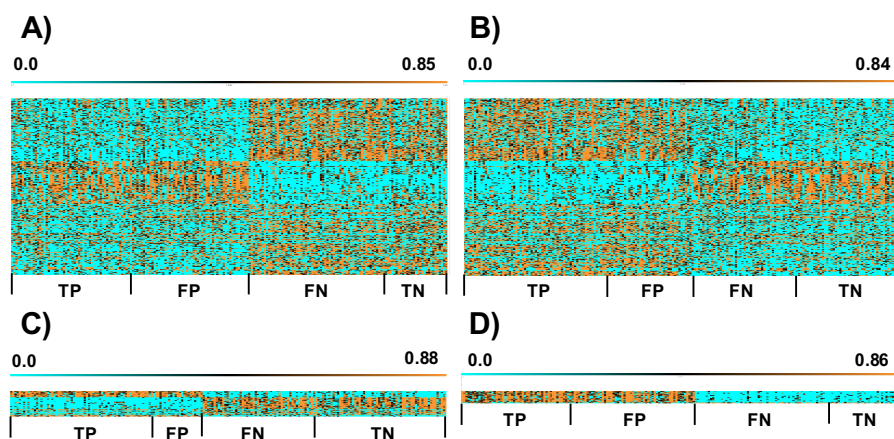 A)
0.0 0.85
TP FP FN TN
B)
0.0 0.84
TP FP FN TN
C)
0.0 0.88
TP FP FN TN
D)
0.0 0.86
TP FP FN TN